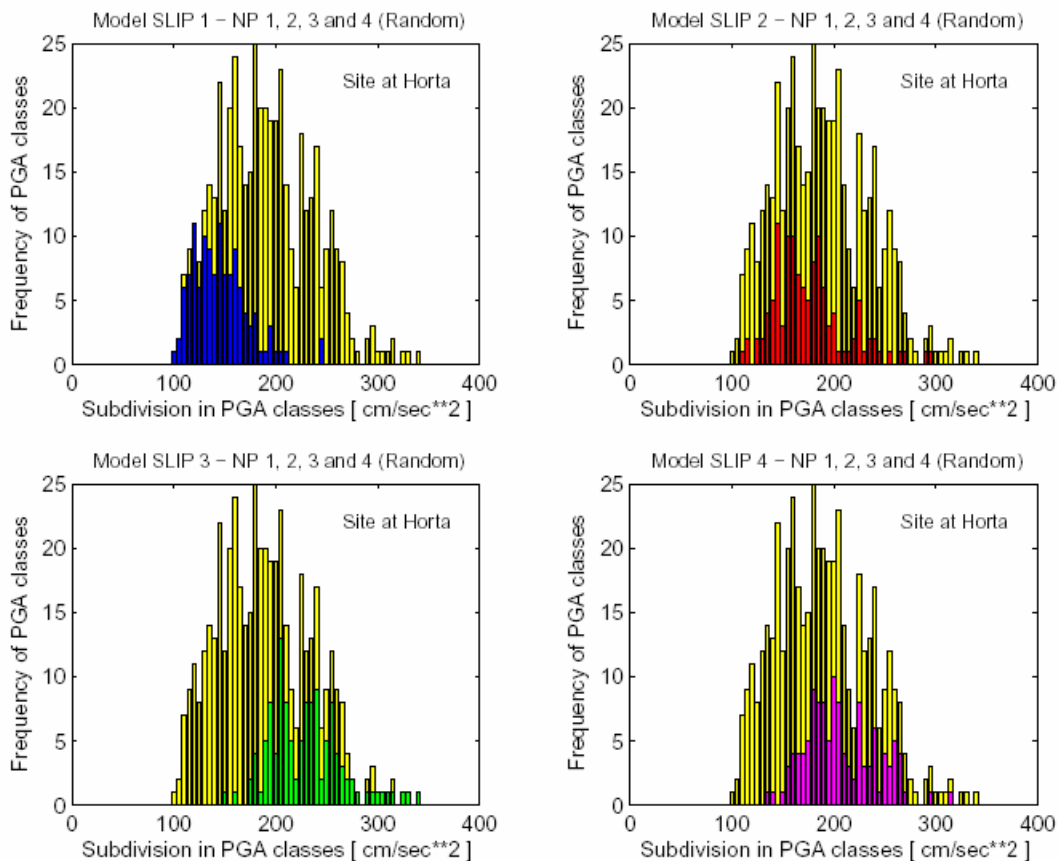 Model SLIP 1 − NP 1, 2, 3 and 4 (Random)
25
20
15
10
5
0
Frequency of PGA classes
Site at Horta
0 100 200 300 400
Subdivision in PGA classes [ cm/sec**2 ]
Model SLIP 2 − NP 1, 2, 3 and 4 (Random)
25
20
15
10
5
0
Frequency of PGA classes
Site at Horta
0 100 200 300 400
Subdivision in PGA classes [ cm/sec**2 ]
Model SLIP 3 − NP 1, 2, 3 and 4 (Random)
25
20
15
10
5
0
Frequency of PGA classes
Site at Horta
0 100 200 300 400
Subdivision in PGA classes [ cm/sec**2 ]
Model SLIP 4 − NP 1, 2, 3 and 4 (Random)
25
20
15
10
5
0
Frequency of PGA classes
Site at Horta
0 100 200 300 400
Subdivision in PGA classes [ cm/sec**2 ]